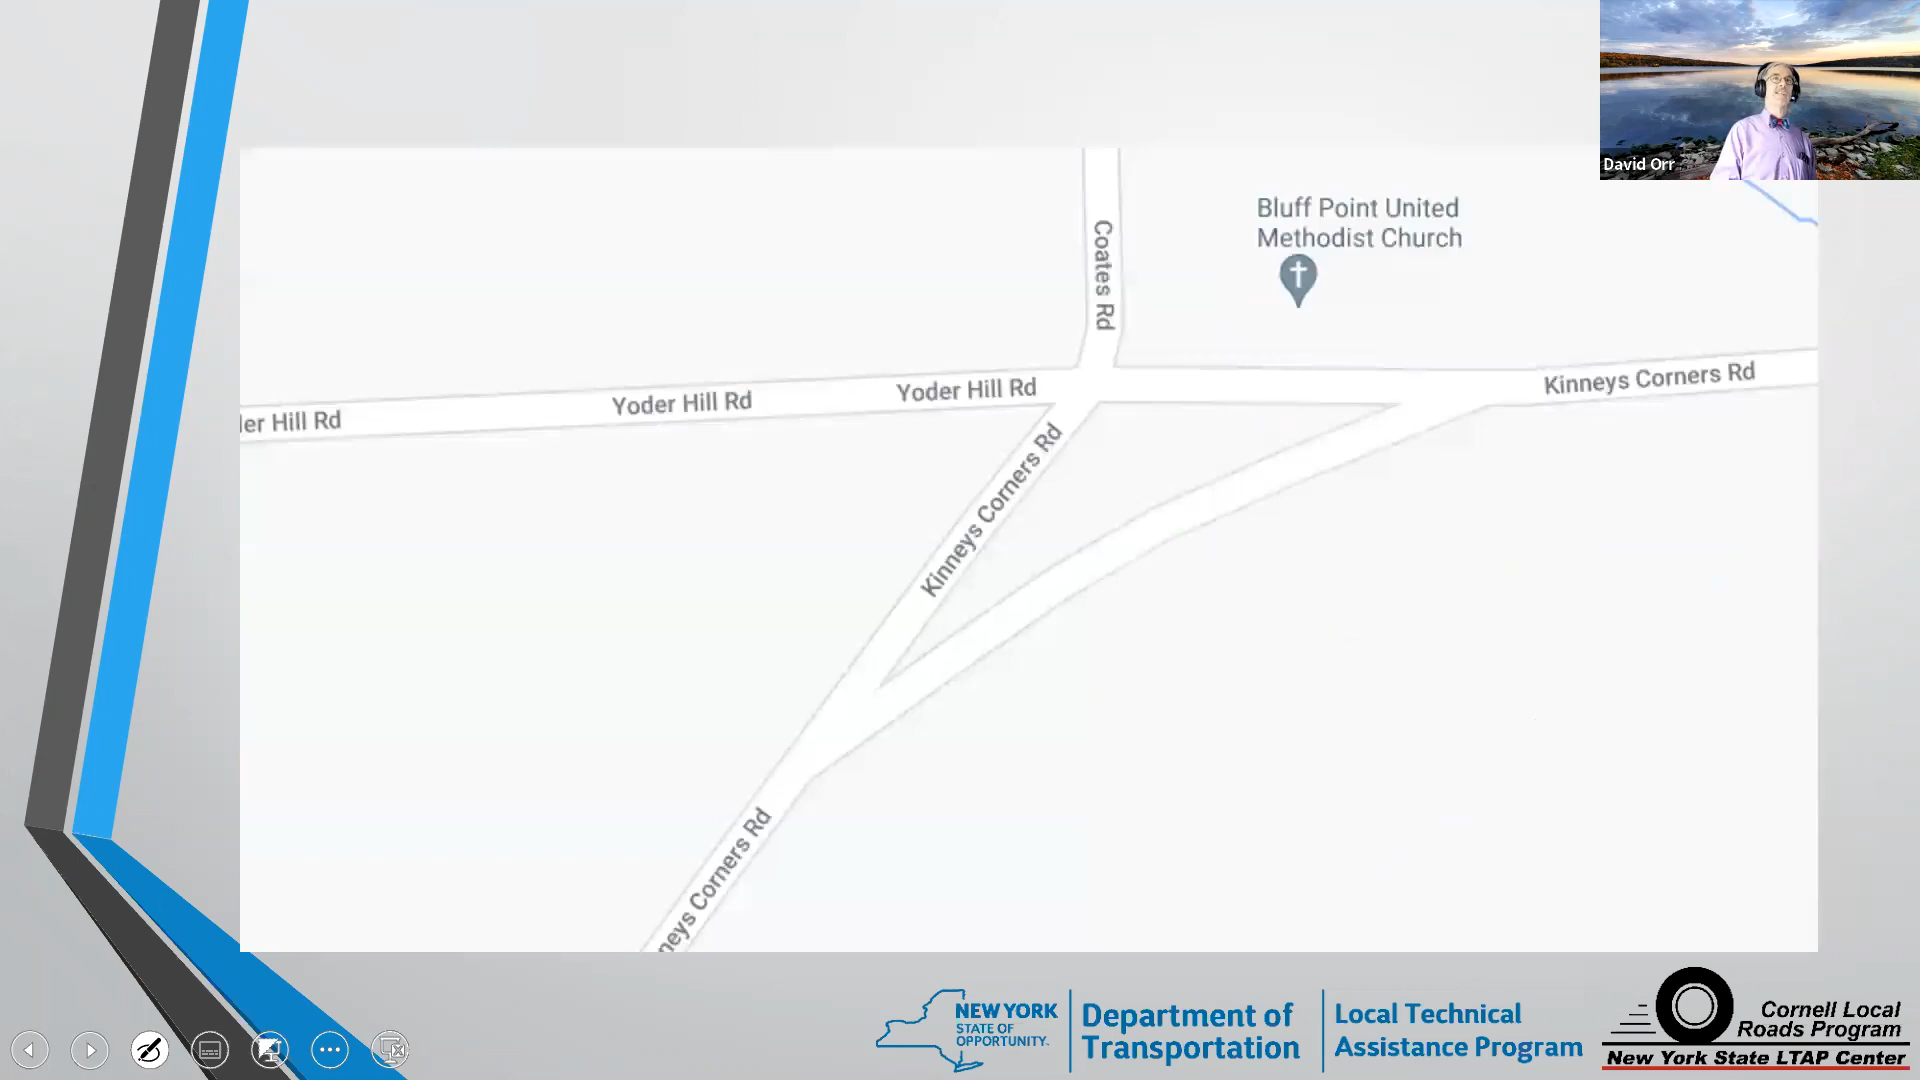 David Orr
Bluff Point United
Methodist Church
Coates Rd
Kinneys Corners Rd
Yoder Hill Rd
Yoder Hill Rd
der Hill Rd
Kinneys Corners Rd
neys Corners Rd
NEW YORK
STATE OF
OPPORTUNITY.
Department of
Transportation
Local Technical
Assistance Program
Cornell Local
Roads Program
New York State LTAP Center